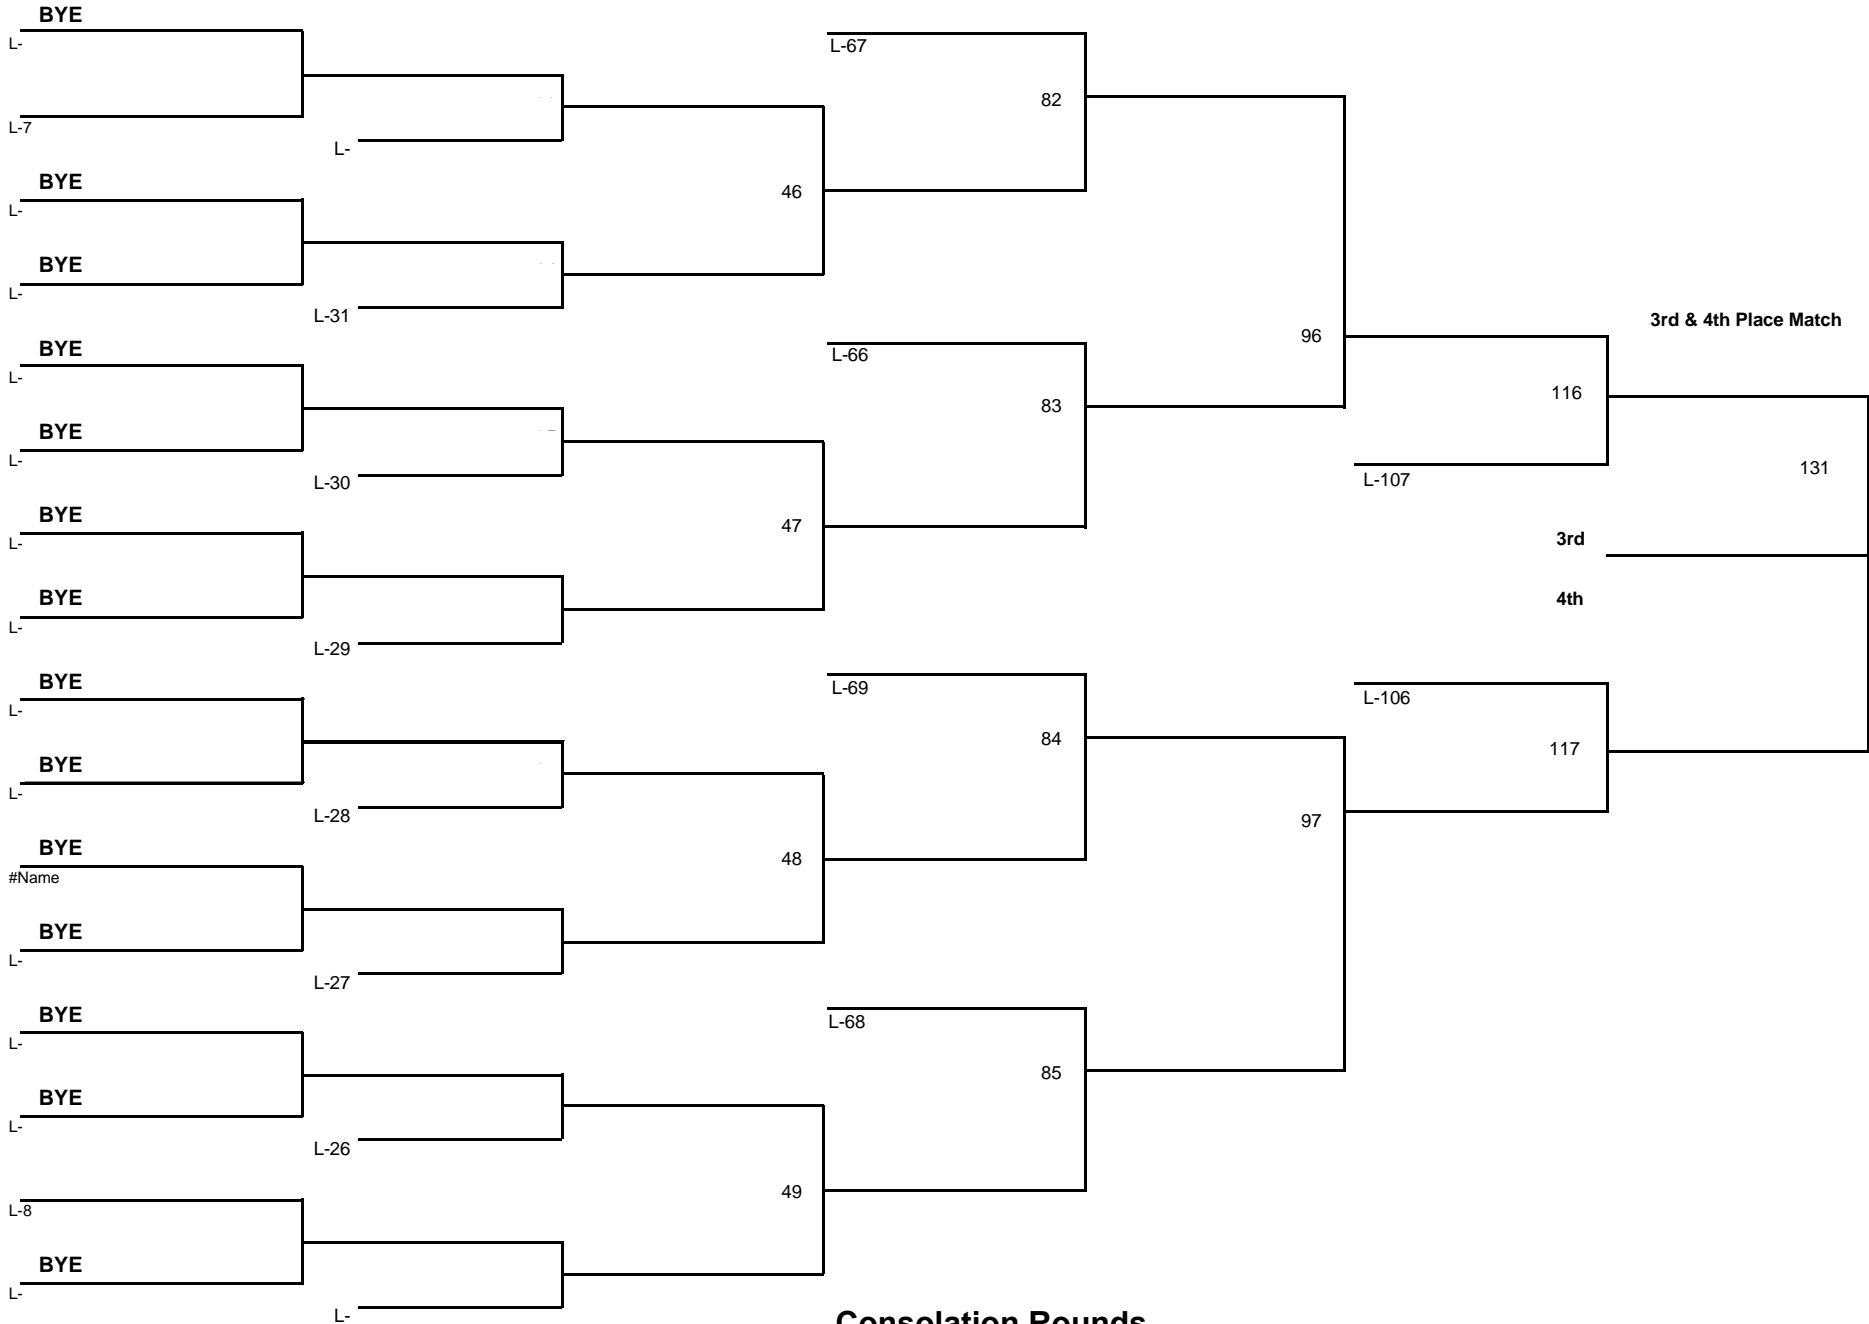 BYE
L-
L-7
L-
BYE
L-
BYE
L-
L-31
BYE
L-
BYE
L-
L-30
BYE
L-
BYE
L-
L-29
BYE
L-
BYE
L-
L-28
BYE
#Name
BYE
L-
L-27
BYE
L-
BYE
L-
L-26
L-8
BYE
L-
L-
46
47
48
49
L-67
82
L-66
83
L-69
84
L-68
85
96
97
116
L-107
L-106
117
3rd & 4th Place Match
131
3rd
4th
Consolation Rounds